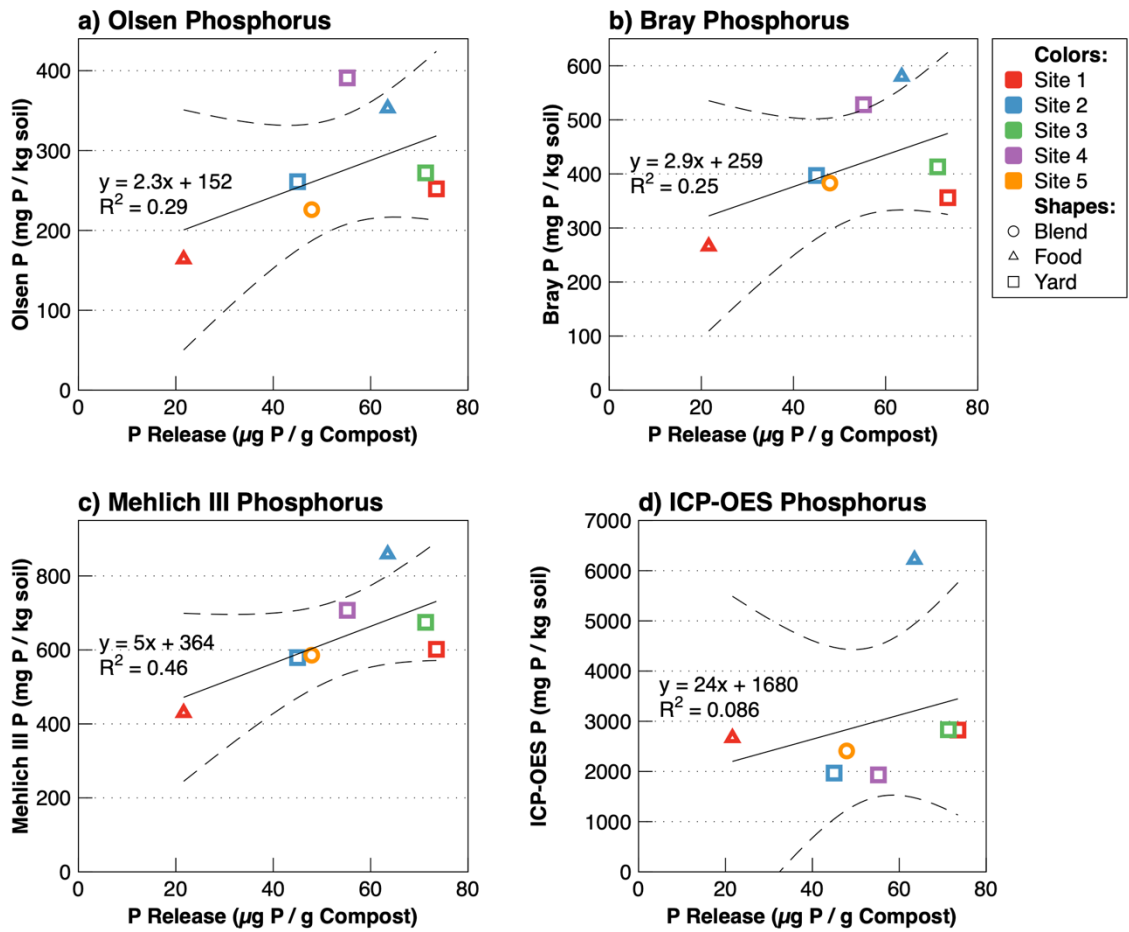 a) Olsen Phosphorus
Olsen P (mg P / kg soil)
400
300
200
100
0
y = 2.3x + 152
R² = 0.29
0 20 40 60 80
P Release (µg P / g Compost)
b) Bray Phosphorus
Bray P (mg P / kg soil)
600
500
400
300
200
100
0
y = 2.9x + 259
R² = 0.25
0 20 40 60 80
P Release (µg P / g Compost)
Colors:
Site 1
Site 2
Site 3
Site 4
Site 5
Shapes:
Blend
Food
Yard
c) Mehlich III Phosphorus
Mehlich III P (mg P / kg soil)
800
600
400
200
0
y = 5x + 364
R² = 0.46
0 20 40 60 80
P Release (µg P / g Compost)
d) ICP-OES Phosphorus
ICP-OES P (mg P / kg soil)
7000
6000
5000
4000
3000
2000
1000
0
y = 24x + 1680
R² = 0.086
0 20 40 60 80
P Release (µg P / g Compost)